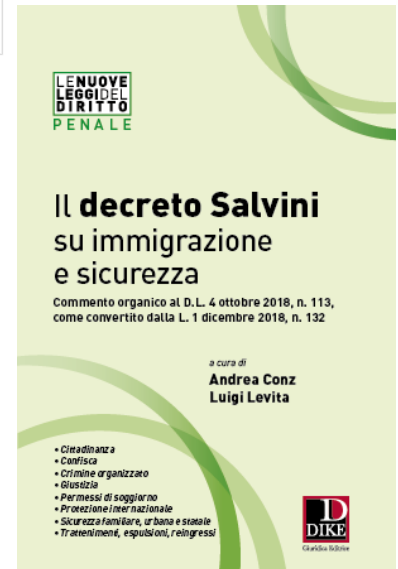 LE NUOVE
LEGGI DEL
DIRITTO
PENALE
Il decreto Salvini
su immigrazione
e sicurezza
Commento organico al D.L. 4 ottobre 2018, n. 113,
come convertito dalla L. 1 dicembre 2018, n. 132
a cura di
Andrea Conz
Luigi Levita
• Cittadinanza
• Confisca
• Crimine organizzato
• Giustizia
• Permessi di soggiorno
• Protezione internazionale
• Sicurezza familiare, urbana e statale
• Trattenimenti, espulsioni, reingressi
D
DIKE
Giuridica Editrice